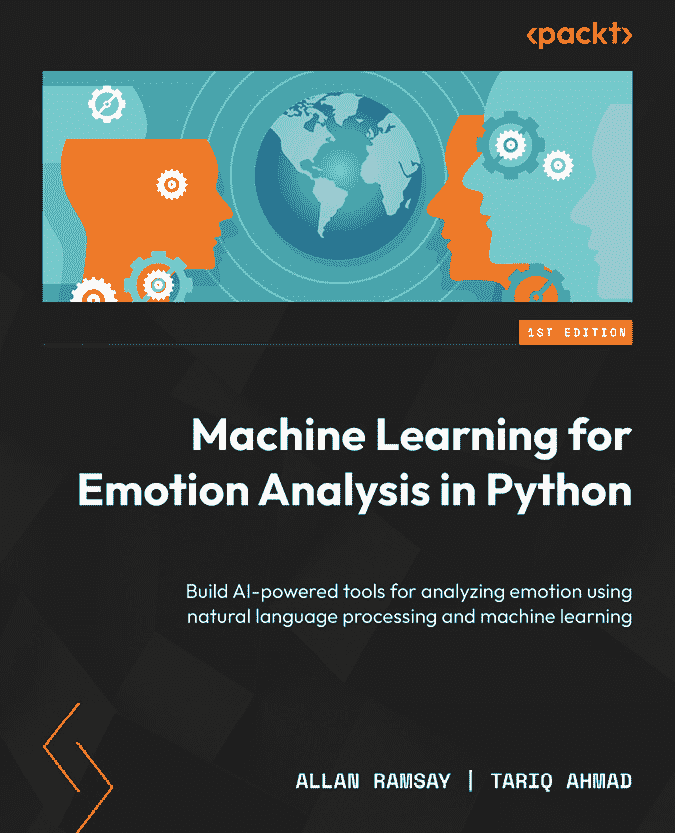 <packt>
1ST EDITION
Machine Learning for
Emotion Analysis in Python
Build AI-powered tools for analyzing emotion using
natural language processing and machine learning
ALLAN RAMSAY | TARIQ AHMAD